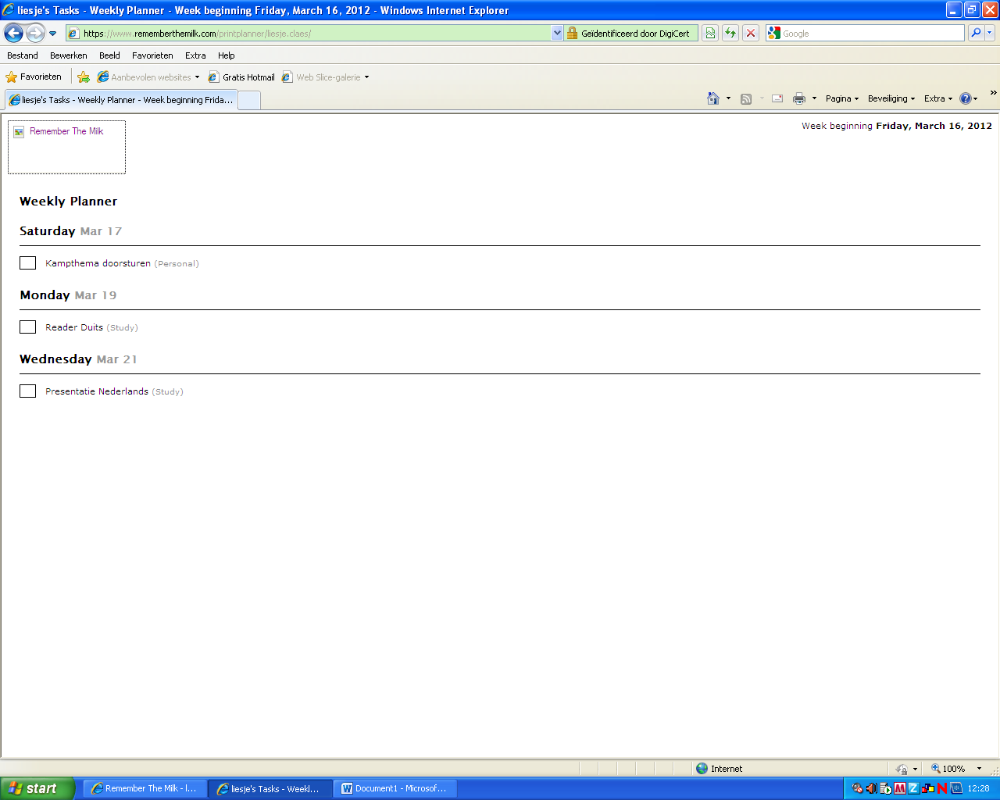 liesje's Tasks - Weekly Planner - Week beginning Friday, March 16, 2012 - Windows Internet Explorer
https://www.rememberthemilk.com/printplanner/liesje.claes/
Geïdentificeerd door DigiCert
Google
Bestand Bewerken Beeld Favorieten Extra Help
Favorieten Aanbevolen websites Gratis Hotmail Web Slice-galerie
liesje's Tasks - Weekly Planner - Week beginning Frida...
Pagina Beveiliging Extra
Remember The Milk
Week beginning Friday, March 16, 2012
Weekly Planner
Saturday Mar 17
Kampthema doorsturen (Personal)
Monday Mar 19
Reader Duits (Study)
Wednesday Mar 21
Presentatie Nederlands (Study)
Internet
100%
start
Remember The Milk - l...
liesje's Tasks - Weekl...
Document1 - Microsof...
12:28